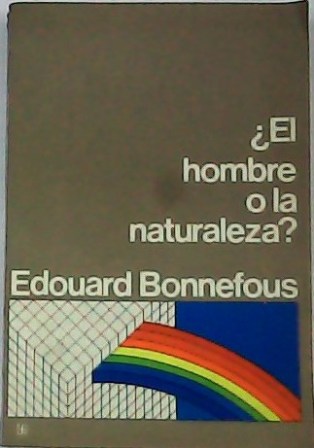 ¿El
hombre
o la
naturaleza?
Edouard Bonnefous